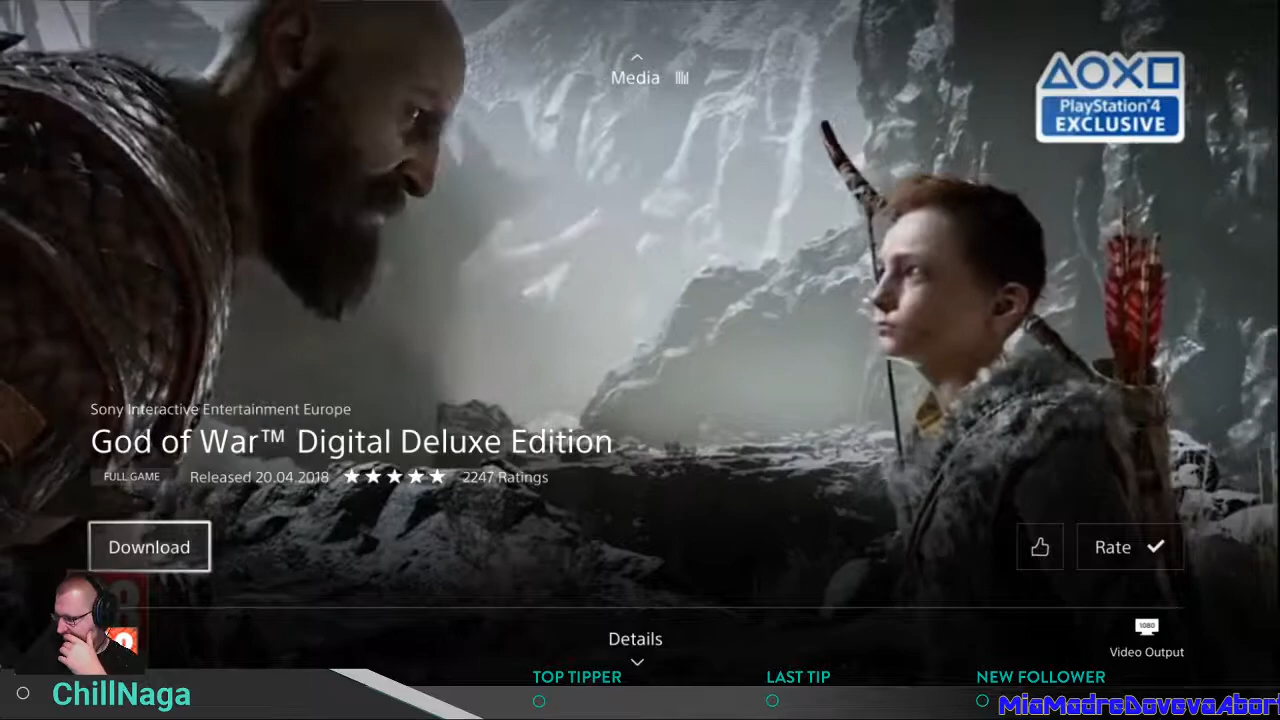 Media
PlayStation®4
EXCLUSIVE
Sony Interactive Entertainment Europe
God of War™ Digital Deluxe Edition
FULL GAME Released 20.04.2018 2247 Ratings
Download
Rate
Details
1080
Video Output
ChillNaga
TOP TIPPER
LAST TIP
NEW FOLLOWER
MiaMadreDovevaAbor